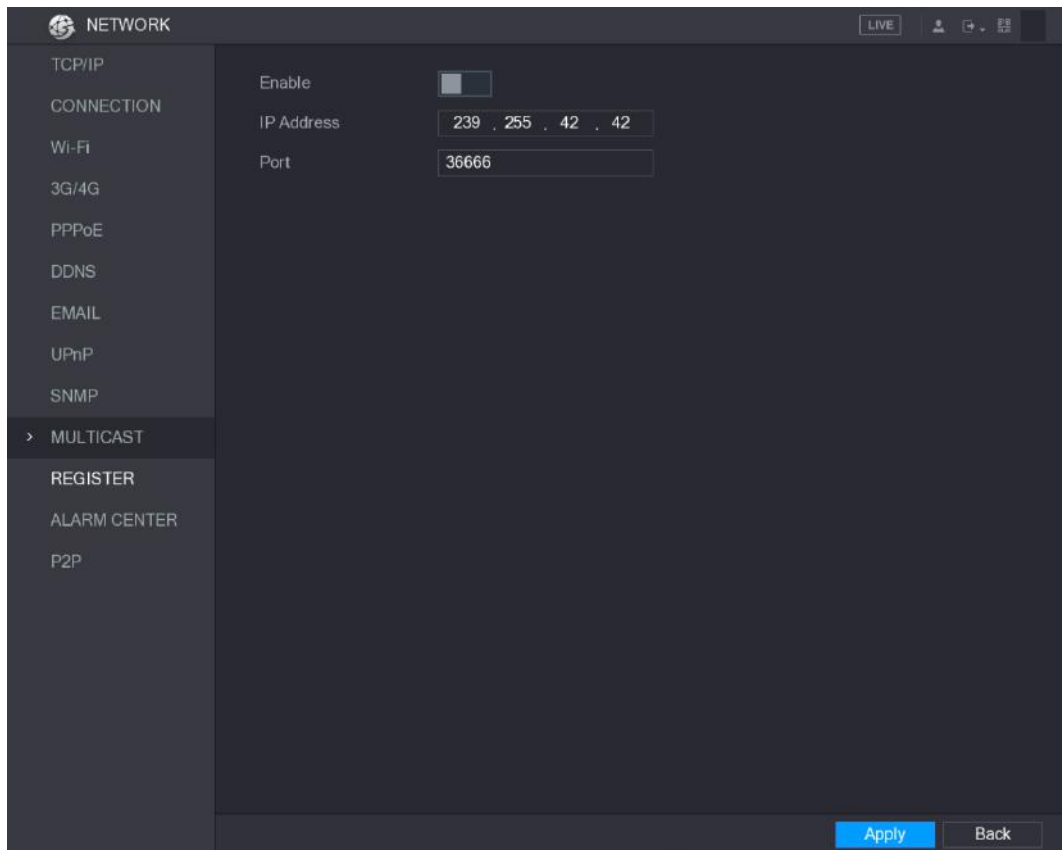 NETWORK
LIVE
TCP/IP
CONNECTION
Wi-Fi
3G/4G
PPPoE
DDNS
EMAIL
UPnP
SNMP
> MULTICAST
REGISTER
ALARM CENTER
P2P
Enable
IP Address 239 . 255 . 42 . 42
Port 36666
Apply Back